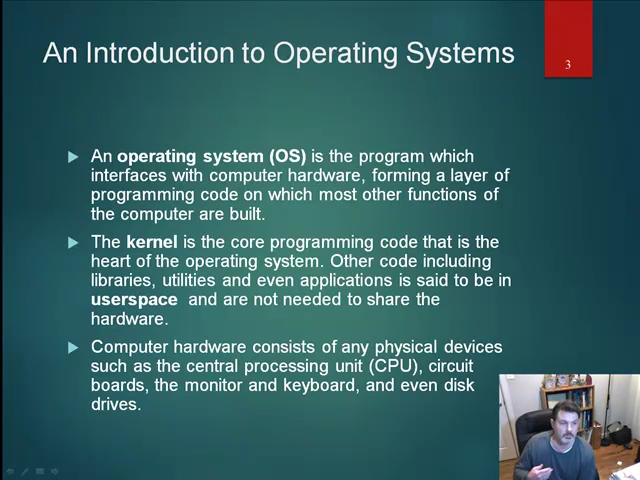 An Introduction to Operating Systems
3
An operating system (OS) is the program which
interfaces with computer hardware, forming a layer of
programming code on which most other functions of
the computer are built.
The kernel is the core programming code that is the
heart of the operating system. Other code including
libraries, utilities and even applications is said to be in
userspace and are not needed to share the
hardware.
Computer hardware consists of any physical devices
such as the central processing unit (CPU), circuit
boards, the monitor and keyboard, and even disk
drives.